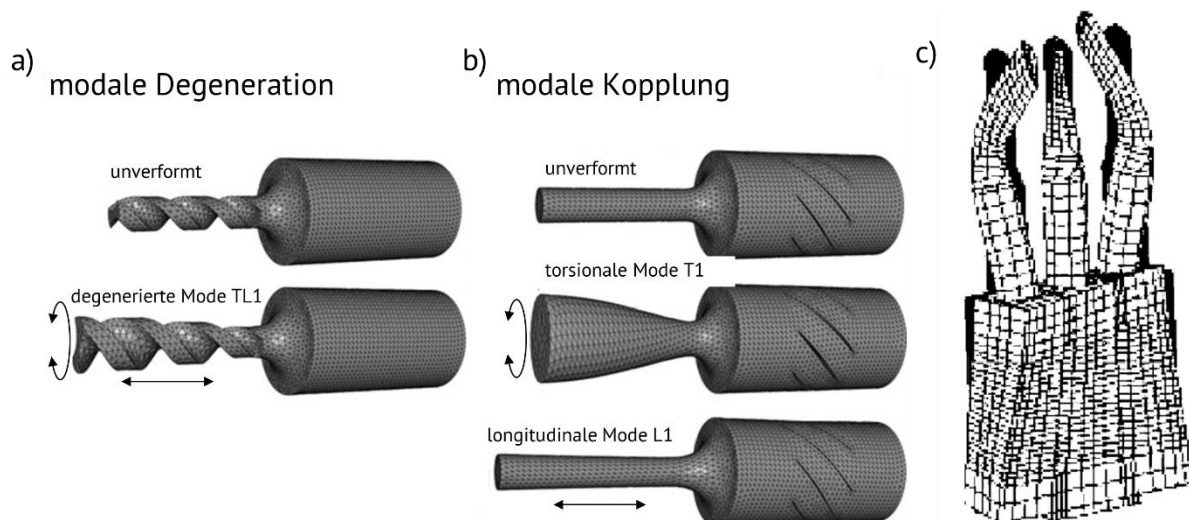 a)
modale Degeneration
unverformt
degenerierte Mode TL1
b)
modale Kopplung
unverformt
torsionale Mode T1
longitudinale Mode L1
c)